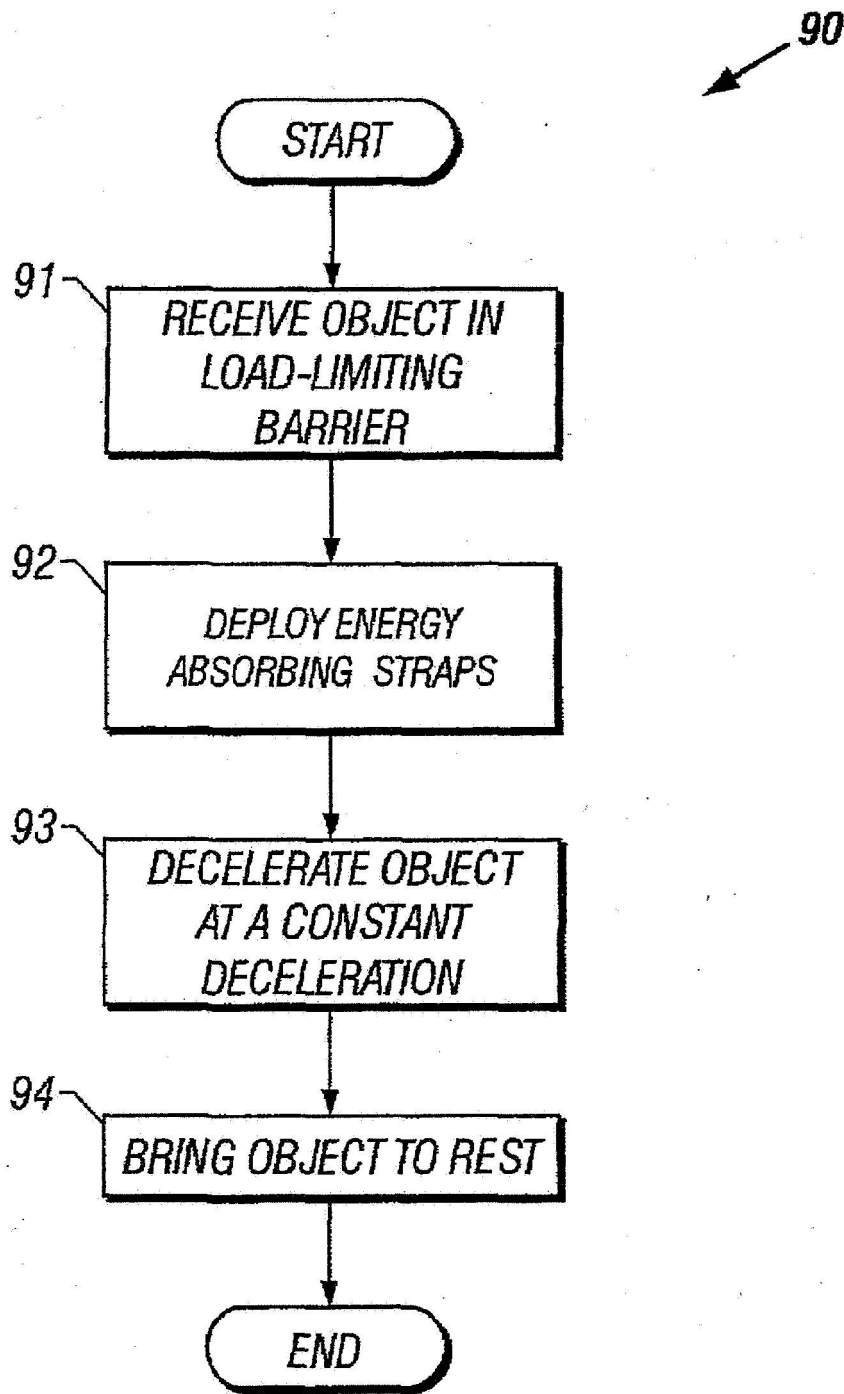 90
START
91
RECEIVE OBJECT IN
LOAD-LIMITING
BARRIER
92
DEPLOY ENERGY
ABSORBING STRAPS
93
DECELERATE OBJECT
AT A CONSTANT
DECELERATION
94
BRING OBJECT TO REST
END